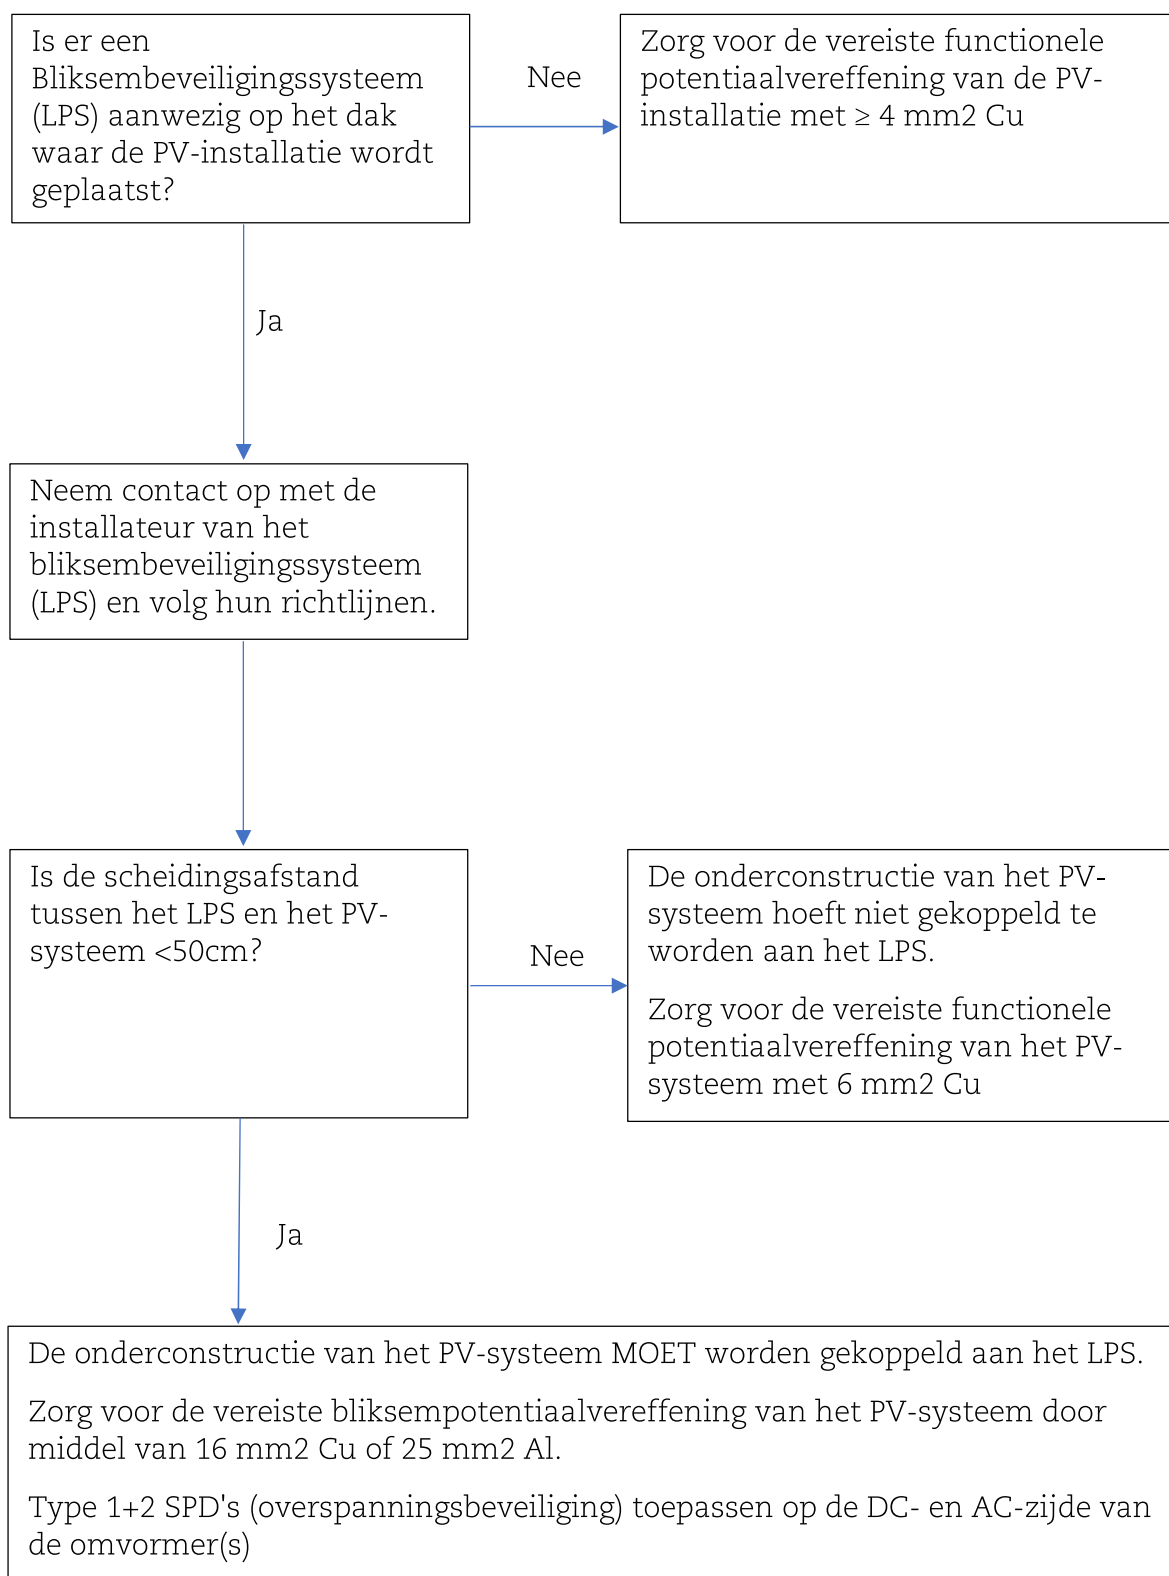 Is er een
Bliksembeveiligingssysteem
(LPS) aanwezig op het dak
waar de PV-installatie wordt
geplaatst?
Nee
Zorg voor de vereiste functionele
potentiaalvereffening van de PV-
installatie met ≥ 4 mm2 Cu
Ja
Neem contact op met de
installateur van het
bliksembeveiligingssysteem
(LPS) en volg hun richtlijnen.
Is de scheidingsafstand
tussen het LPS en het PV-
systeem <50cm?
Nee
De onderconstructie van het PV-
systeem hoeft niet gekoppeld te
worden aan het LPS.
Zorg voor de vereiste functionele
potentiaalvereffening van het PV-
systeem met 6 mm2 Cu
Ja
De onderconstructie van het PV-systeem MOET worden gekoppeld aan het LPS.
Zorg voor de vereiste bliksempotentiaalvereffening van het PV-systeem door
middel van 16 mm2 Cu of 25 mm2 Al.
Type 1+2 SPD's (overspanningsbeveiliging) toepassen op de DC- en AC-zijde van
de omvormer(s)